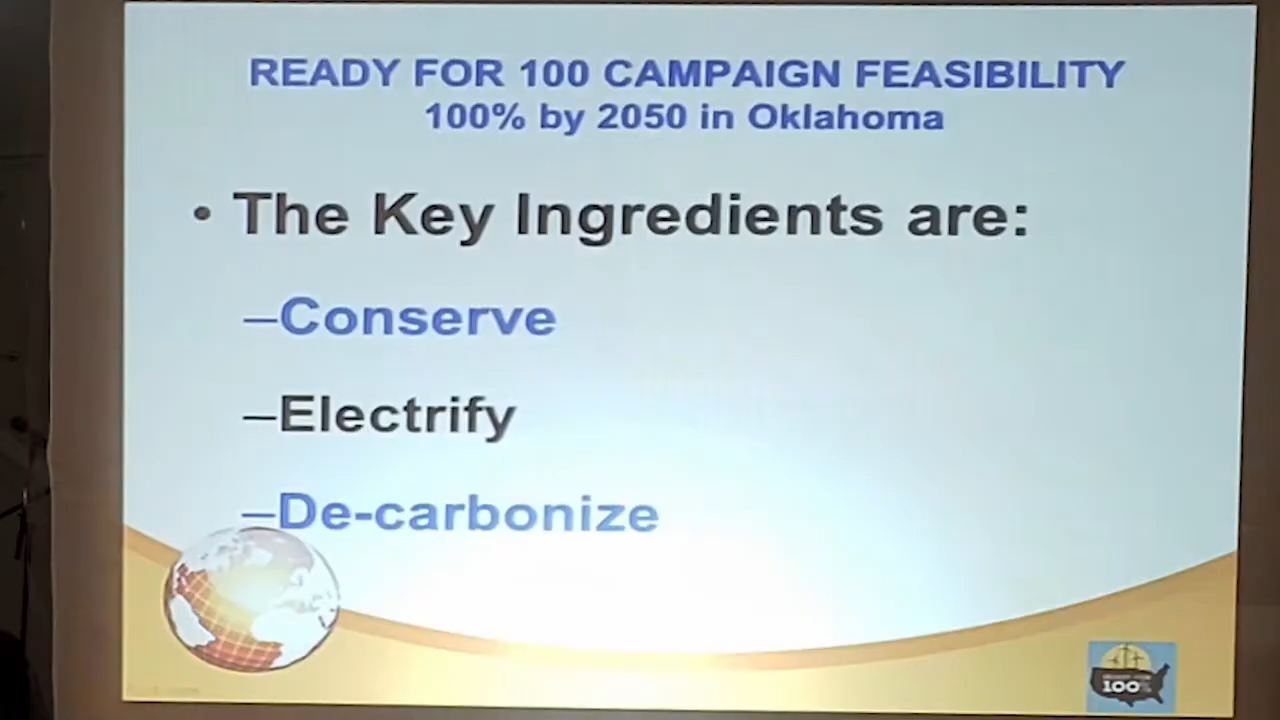 READY FOR 100 CAMPAIGN FEASIBILITY
100% by 2050 in Oklahoma
• The Key Ingredients are:
–Conserve
–Electrify
–De-carbonize
100%